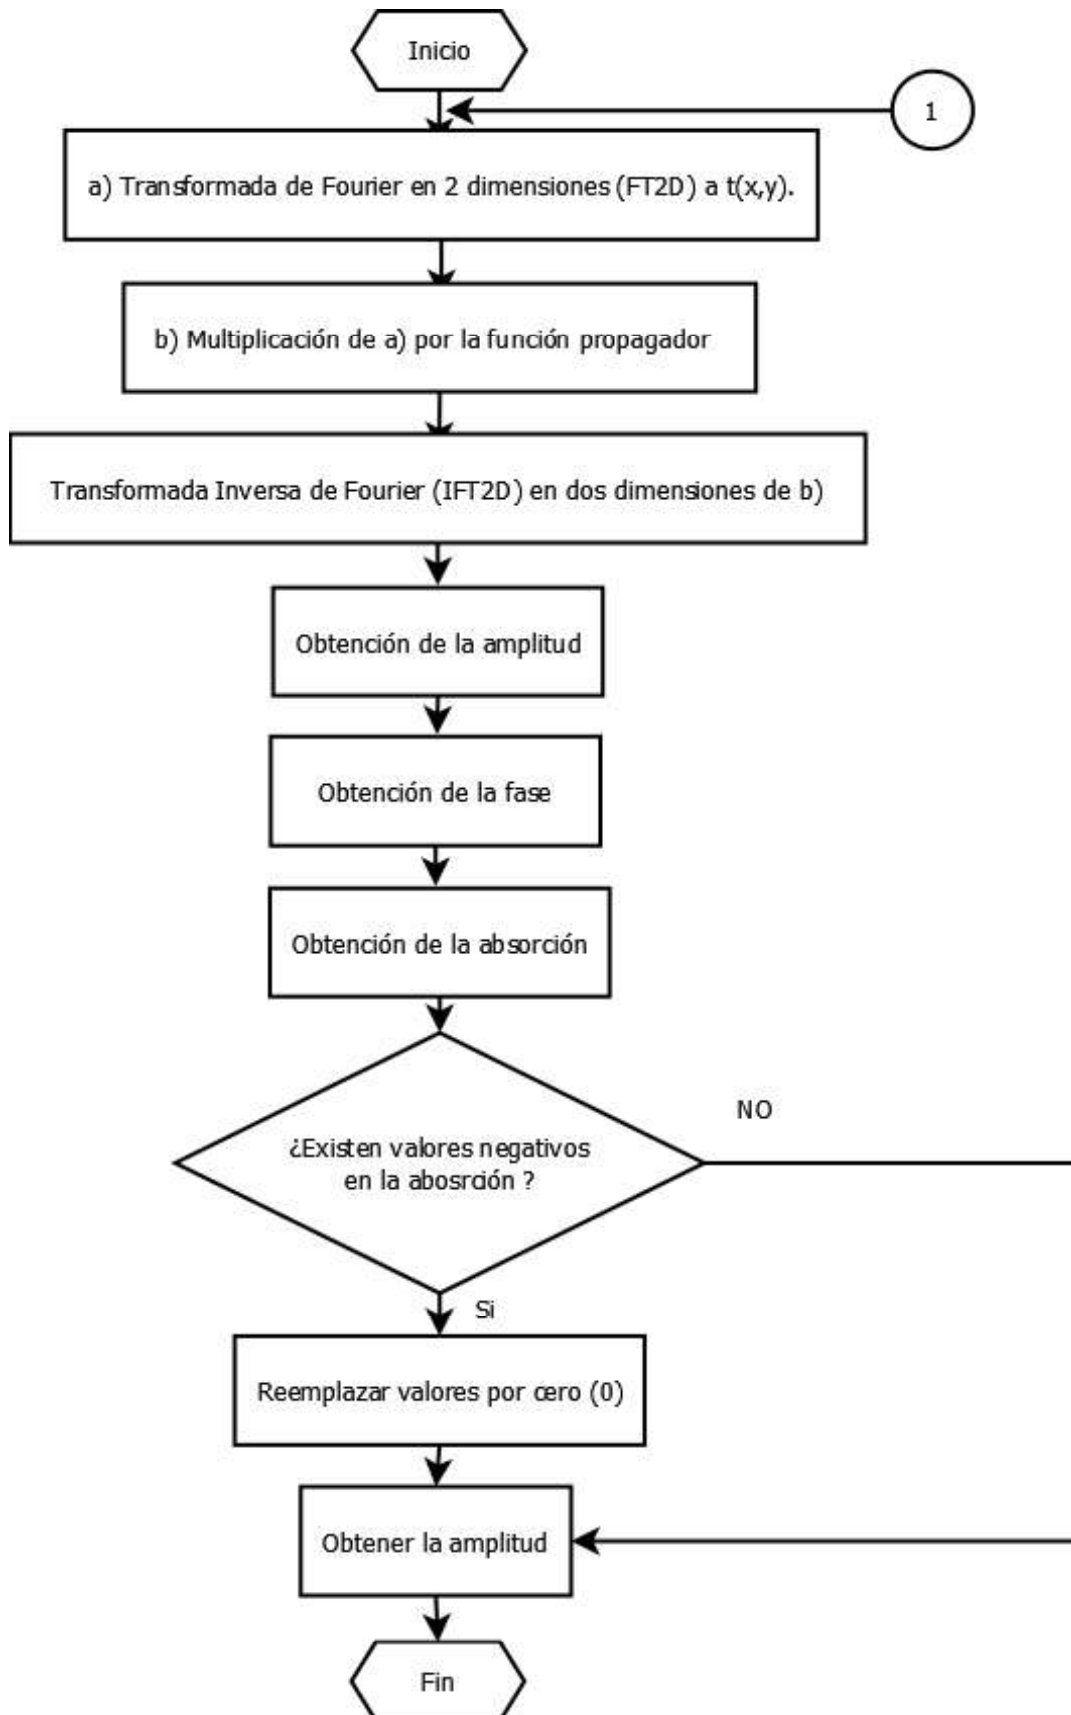 Inicio
1
a) Transformada de Fourier en 2 dimensiones (FT2D) a t(x,y).
b) Multiplicación de a) por la función propagador
Transformada Inversa de Fourier (IFT2D) en dos dimensiones de b)
Obtención de la amplitud
Obtención de la fase
Obtención de la absorción
NO
¿Existen valores negativos
en la abosrción ?
Si
Reemplazar valores por cero (0)
Obtener la amplitud
Fin